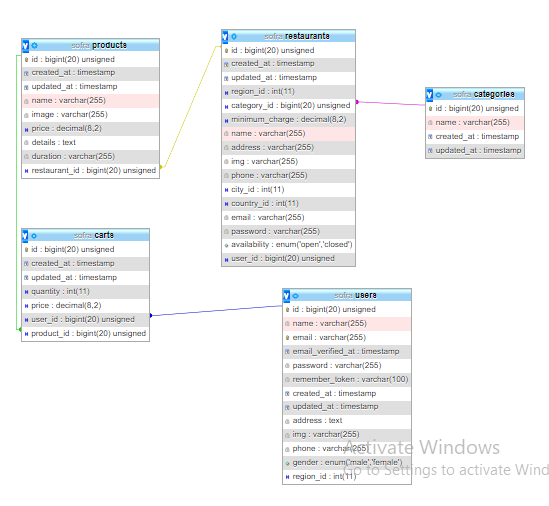 sofra products
id : bigint(20) unsigned
created_at : timestamp
updated_at : timestamp
name : varchar(255)
image : varchar(255)
price : decimal(8,2)
details : text
duration : varchar(255)
restaurant_id : bigint(20) unsigned
sofra restaurants
id : bigint(20) unsigned
created_at : timestamp
updated_at : timestamp
region_id : int(11)
category_id : bigint(20) unsigned
minimum_charge : decimal(8,2)
name : varchar(255)
address : varchar(255)
img : varchar(255)
phone : varchar(255)
city_id : int(11)
country_id : int(11)
email : varchar(255)
password : varchar(255)
availability : enum('open','closed')
user_id : bigint(20) unsigned
sofra categories
id : bigint(20) unsigned
name : varchar(255)
created_at : timestamp
updated_at : timestamp
sofra carts
id : bigint(20) unsigned
created_at : timestamp
updated_at : timestamp
quantity : int(11)
price : decimal(8,2)
user_id : bigint(20) unsigned
product_id : bigint(20) unsigned
sofra users
id : bigint(20) unsigned
name : varchar(255)
email : varchar(255)
email_verified_at : timestamp
password : varchar(255)
remember_token : varchar(100)
created_at : timestamp
updated_at : timestamp
address : text
img : varchar(255)
phone : varchar(255)
gender : enum('male','female')
region_id : int(11)
Activate Windows
Go to Settings to activate Wind